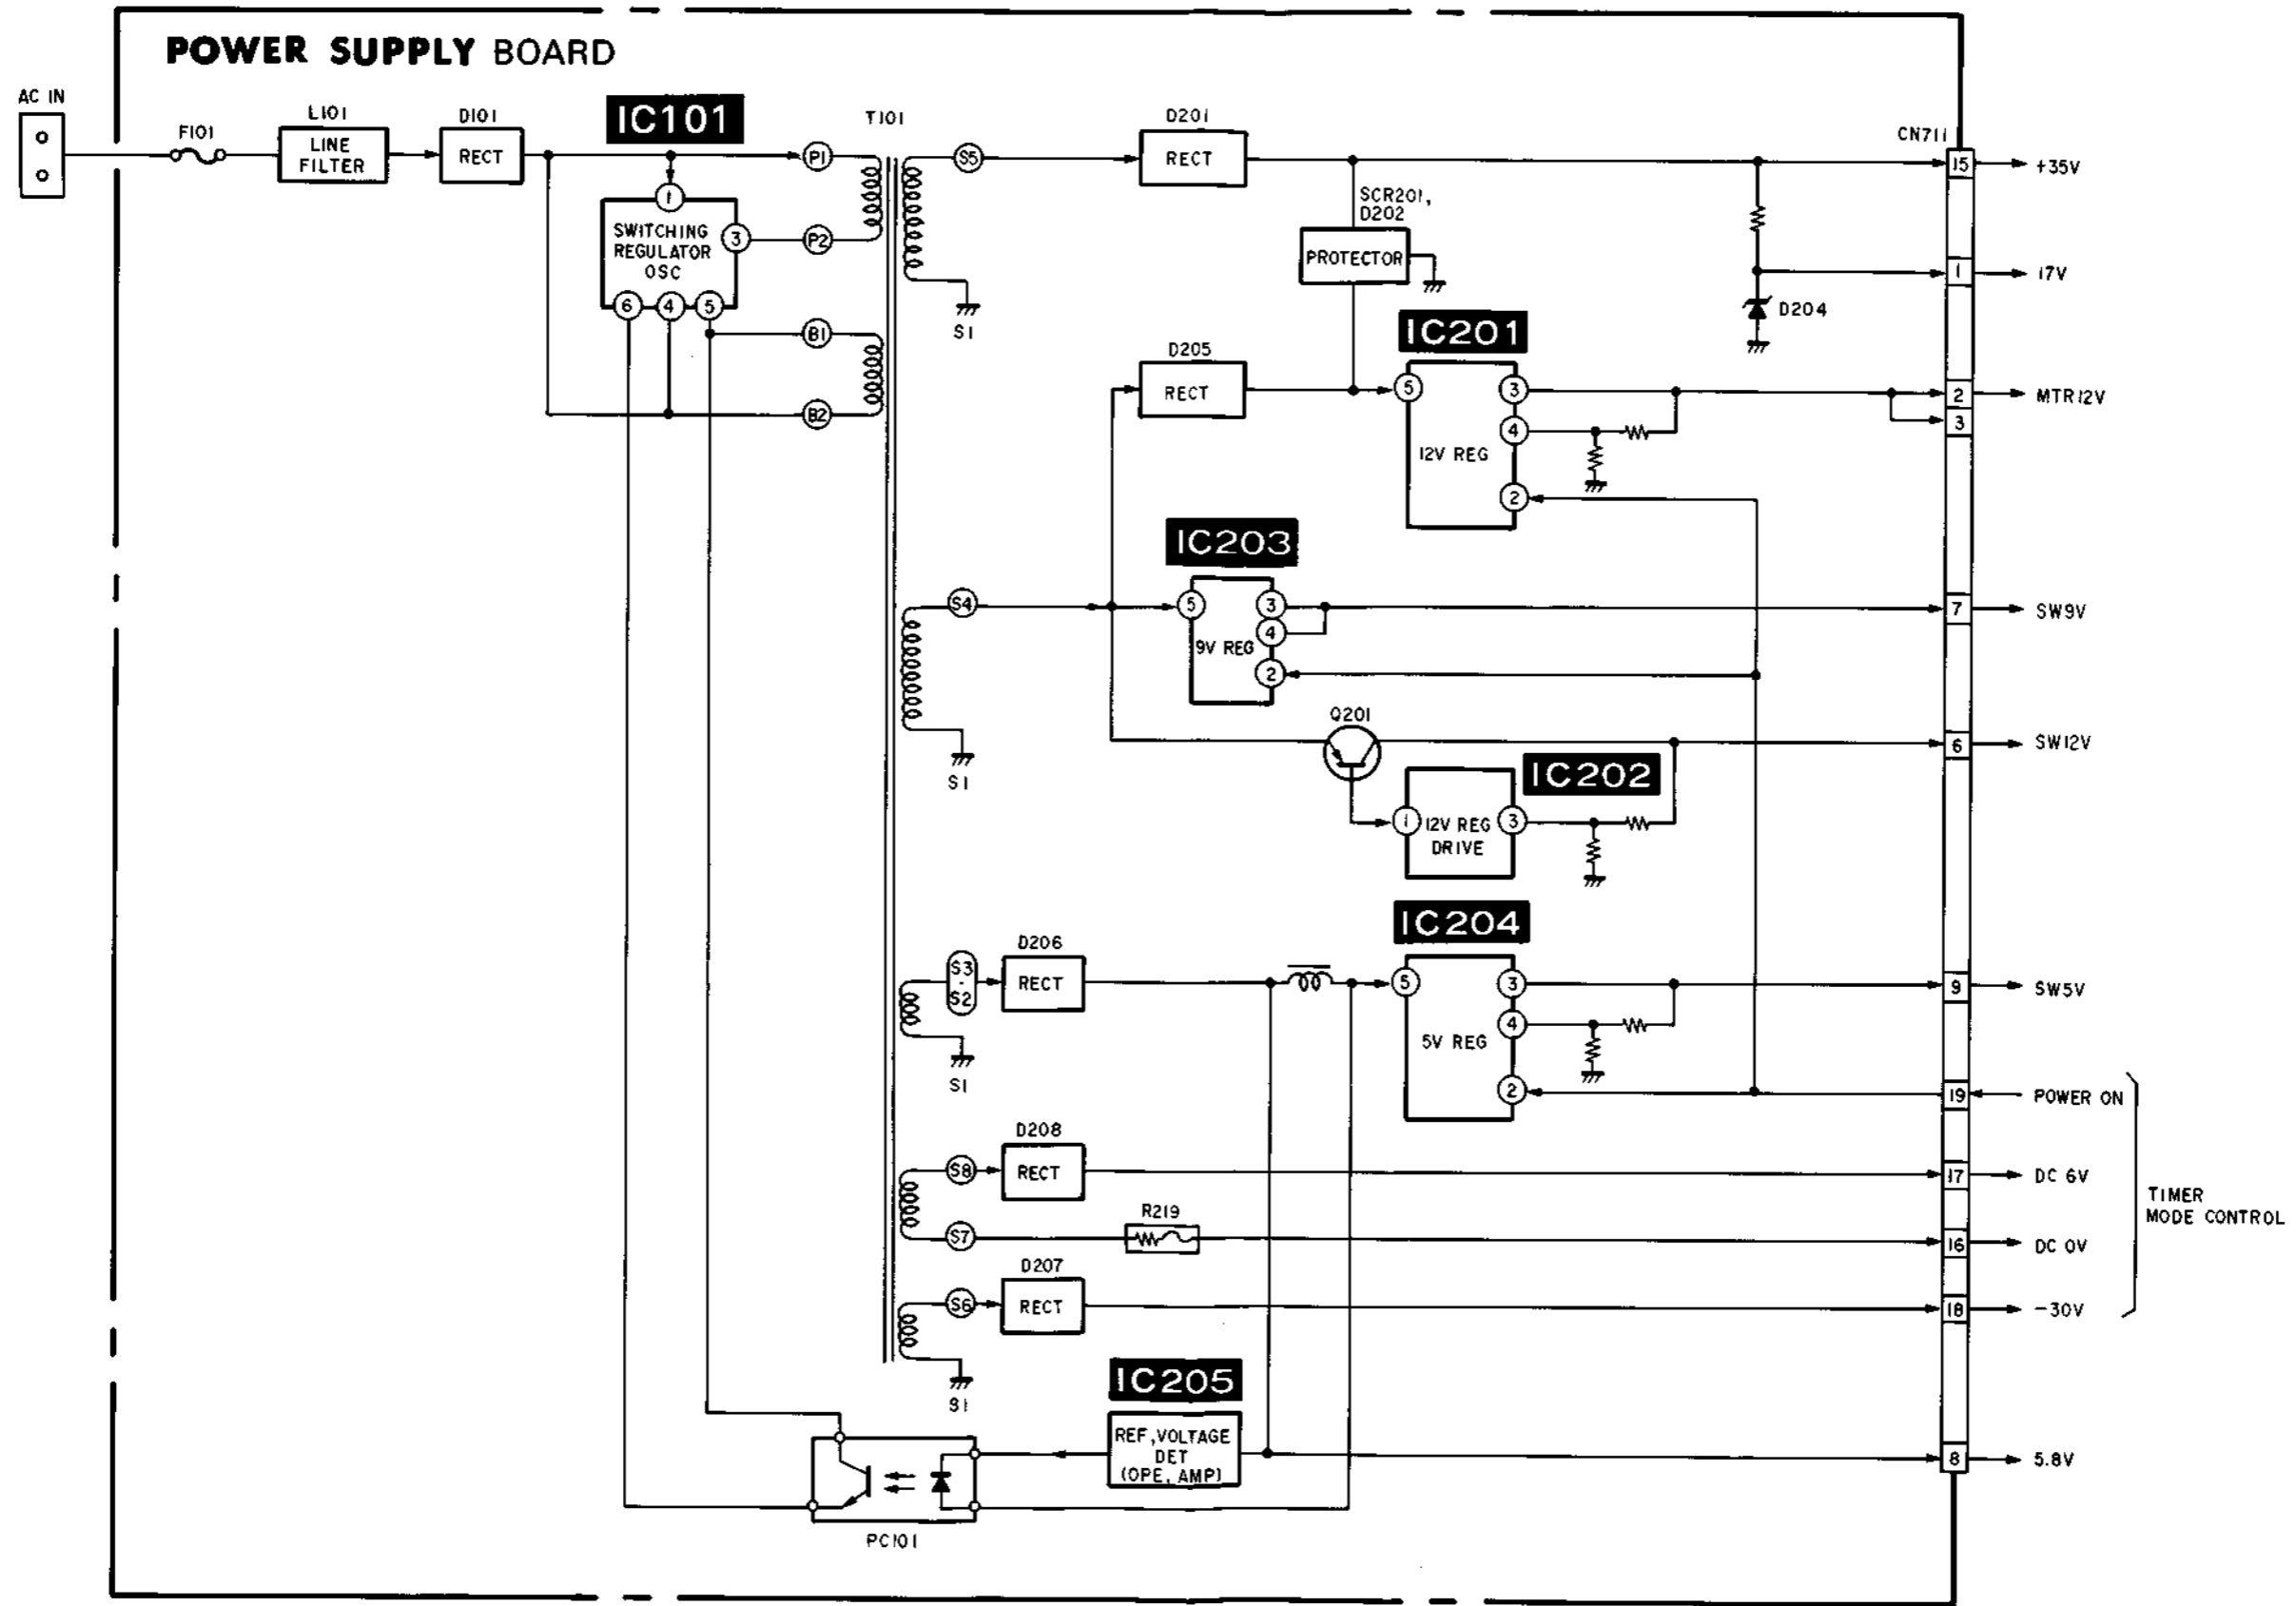 POWER SUPPLY BOARD
AC IN
F101
L101
LINE
FILTER
D101
RECT
IC101
1
SWITCHING
REGULATOR
OSC
3
6
4
5
T101
P1
P2
B1
B2
S5
S1
D201
RECT
SCR201,
D202
PROTECTOR
CN711
15
+35V
1
17V
D204
D205
RECT
IC201
5
3
4
12V REG
2
2
MTR12V
3
IC203
S4
5
3
4
9V REG
2
7
SW9V
S1
Q201
6
SW12V
IC202
1
12V REG
DRIVE
3
IC204
S3
-
S2
D206
RECT
5
3
4
5V REG
2
9
SW5V
S1
19
POWER ON
D208
S8
RECT
17
DC 6V
TIMER
MODE CONTROL
S7
R219
16
DC 0V
D207
S6
RECT
18
-30V
S1
IC205
REF, VOLTAGE
DET
(OPE, AMP)
8
5.8V
PC101